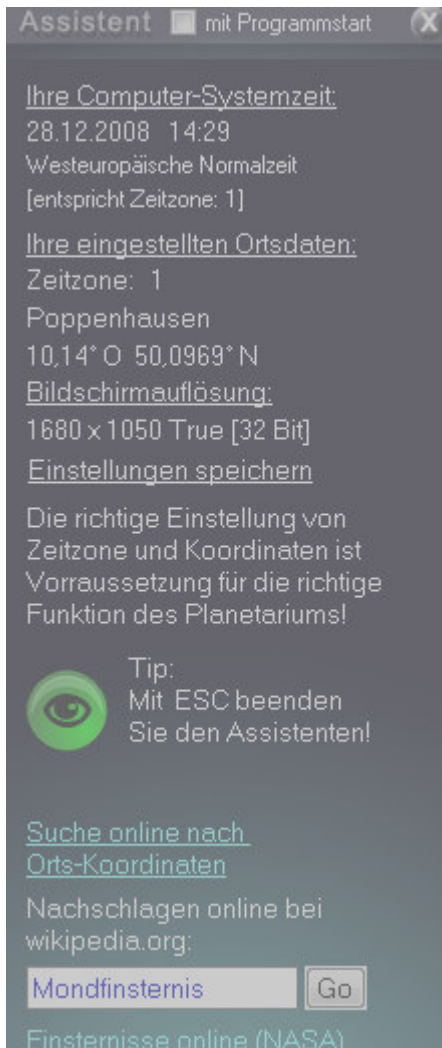 Assistent mit Programmstart X
Ihre Computer-Systemzeit:
28.12.2008 14:29
Westeuropäische Normalzeit
[entspricht Zeitzone: 1]
Ihre eingestellten Ortsdaten:
Zeitzone: 1
Poppenhausen
10,14° O 50,0969° N
Bildschirmauflösung:
1680 x 1050 True [32 Bit]
Einstellungen speichern
Die richtige Einstellung von
Zeitzone und Koordinaten ist
Vorraussetzung für die richtige
Funktion des Planetariums!
Tip:
Mit ESC beenden
Sie den Assistenten!
Suche online nach
Orts-Koordinaten
Nachschlagen online bei
wikipedia.org:
Mondfinsternis Go
Finsternisse online (NASA)